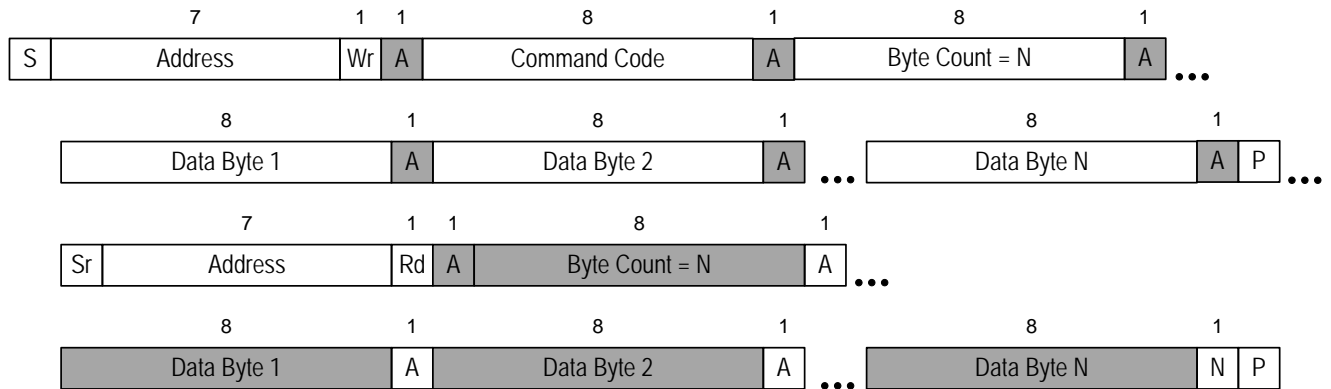 7 1 1 8 1 8 1
S Address Wr A Command Code A Byte Count = N A ...
8 1 8 1 8 1
Data Byte 1 A Data Byte 2 A ... Data Byte N A P ...
7 1 1 8 1
Sr Address Rd A Byte Count = N A ...
8 1 8 1 8 1
Data Byte 1 A Data Byte 2 A ... Data Byte N N P